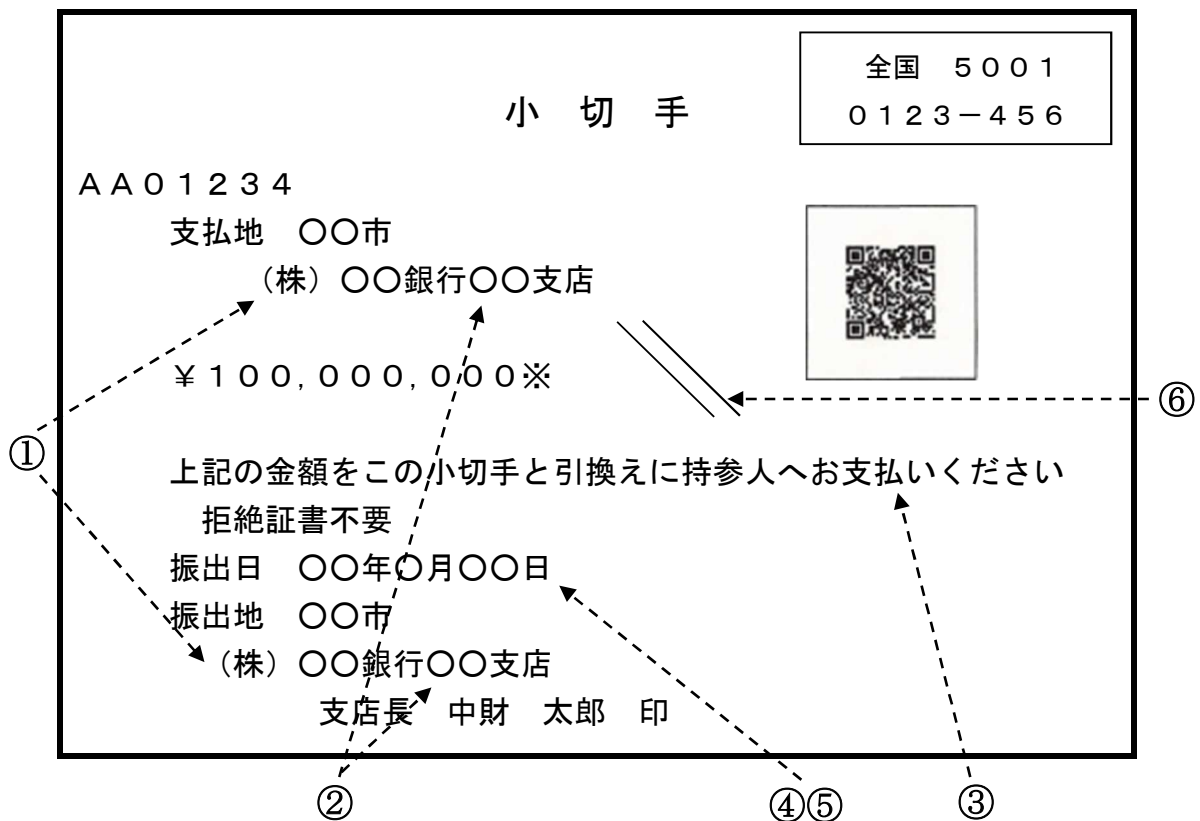 全国　５００１
０１２３－４５６
小　切　手
ＡＡ０１２３４
支払地　〇〇市
（株）〇〇銀行〇〇支店
￥１００,０００,０００※
上記の金額をこの小切手と引換えに持参人へお支払いください
拒絶証書不要
振出日　〇〇年〇月〇〇日
振出地　〇〇市
（株）〇〇銀行〇〇支店
支店長　中財　太郎　印
①
②
③
④⑤
⑥